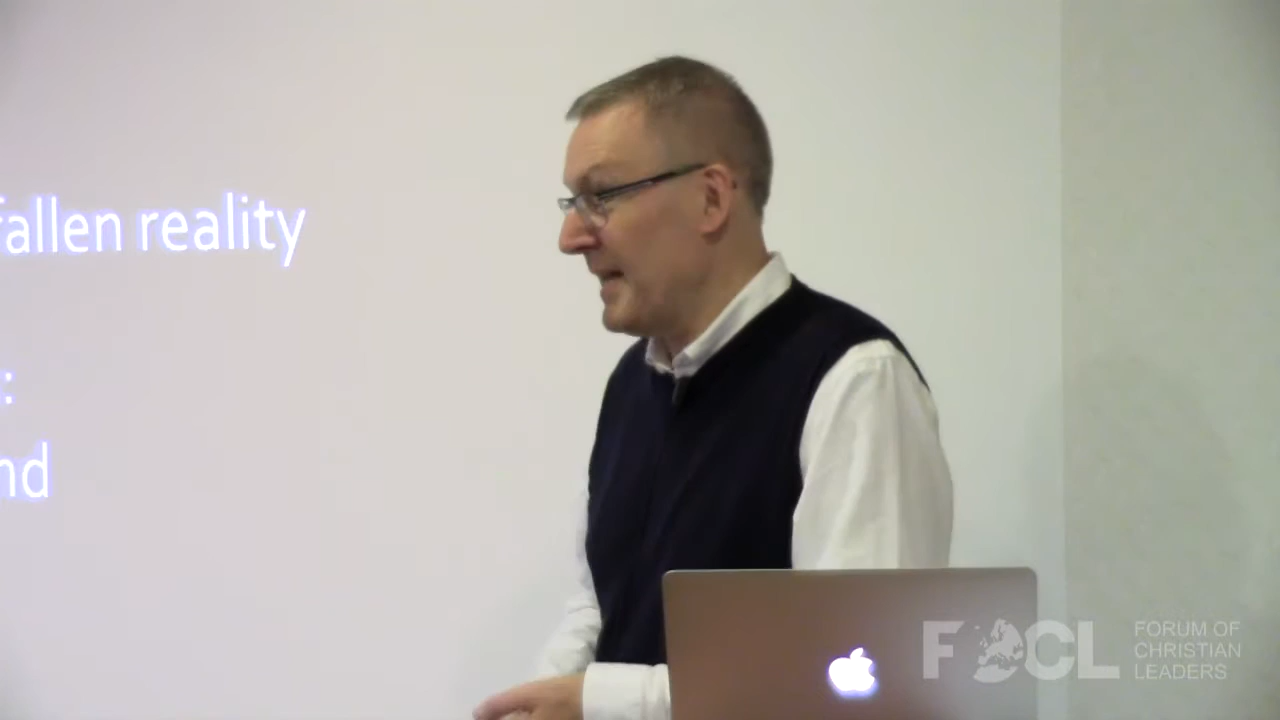 fallen reality
:
nd
FOCL
FORUM OF
CHRISTIAN
LEADERS